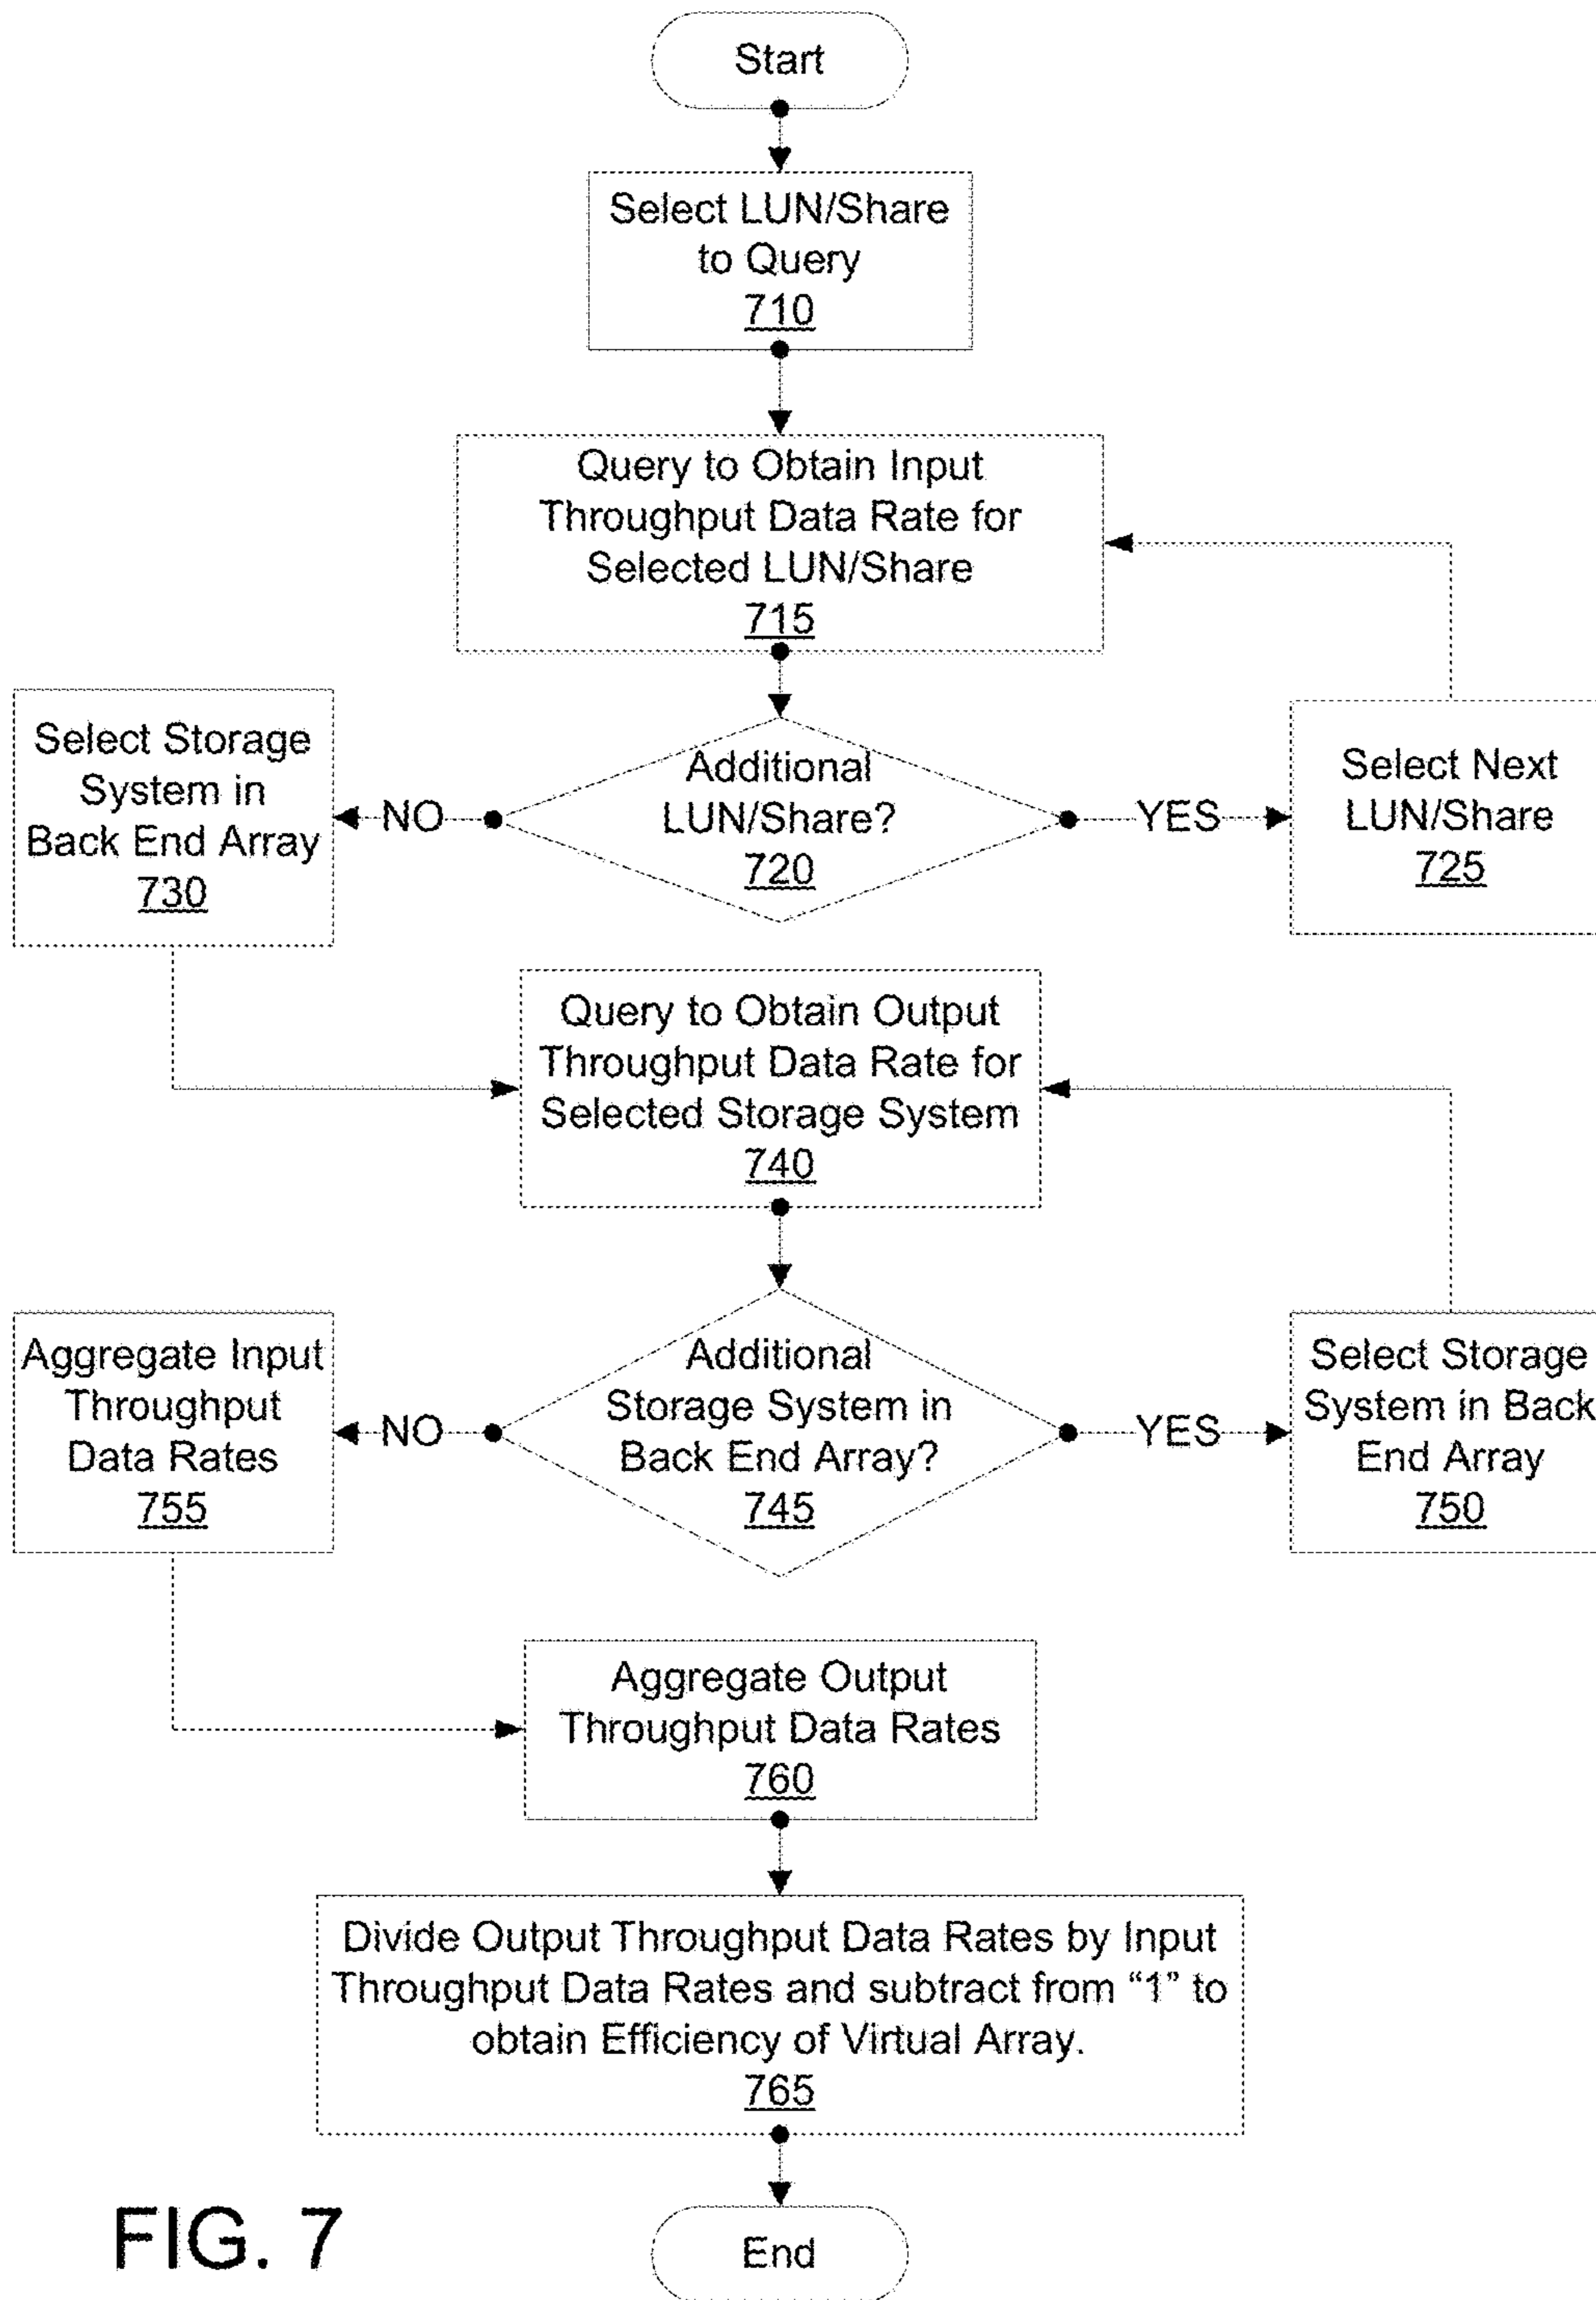 Start
Select LUN/Share
to Query
710
Query to Obtain Input
Throughput Data Rate for
Selected LUN/Share
715
Additional
LUN/Share?
720
YES
Select Next
LUN/Share
725
NO
Select Storage
System in
Back End Array
730
Query to Obtain Output
Throughput Data Rate for
Selected Storage System
740
Additional
Storage System in
Back End Array?
745
YES
Select Storage
System in Back
End Array
750
NO
Aggregate Input
Throughput
Data Rates
755
Aggregate Output
Throughput Data Rates
760
Divide Output Throughput Data Rates by Input
Throughput Data Rates and subtract from “1” to
obtain Efficiency of Virtual Array.
765
End
FIG. 7